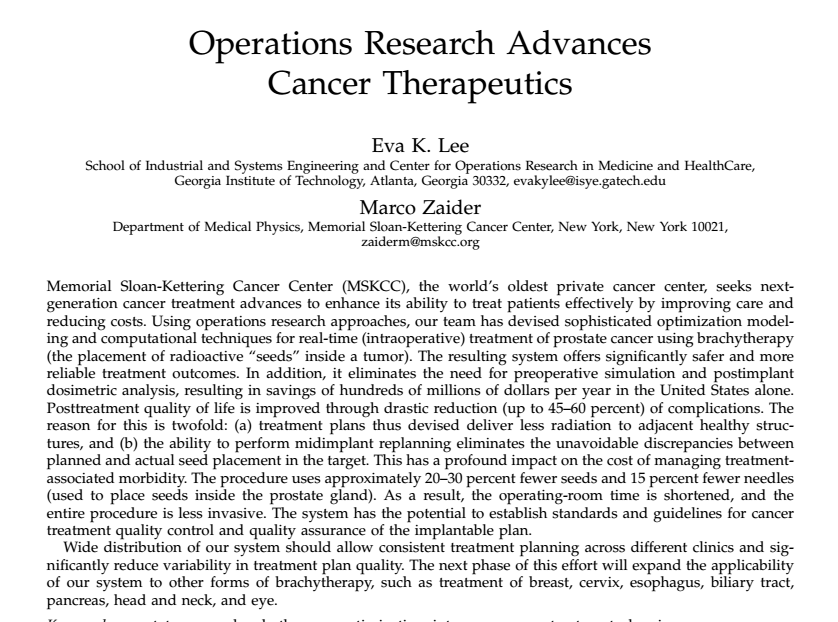 Operations Research Advances
Cancer Therapeutics
Eva K. Lee
School of Industrial and Systems Engineering and Center for Operations Research in Medicine and HealthCare,
Georgia Institute of Technology, Atlanta, Georgia 30332, evakylee@isye.gatech.edu
Marco Zaider
Department of Medical Physics, Memorial Sloan-Kettering Cancer Center, New York, New York 10021,
zaiderm@mskcc.org
Memorial Sloan-Kettering Cancer Center (MSKCC), the world's oldest private cancer center, seeks next-
generation cancer treatment advances to enhance its ability to treat patients effectively by improving care and
reducing costs. Using operations research approaches, our team has devised sophisticated optimization model-
ing and computational techniques for real-time (intraoperative) treatment of prostate cancer using brachytherapy
(the placement of radioactive "seeds" inside a tumor). The resulting system offers significantly safer and more
reliable treatment outcomes. In addition, it eliminates the need for preoperative simulation and postimplant
dosimetric analysis, resulting in savings of hundreds of millions of dollars per year in the United States alone.
Posttreatment quality of life is improved through drastic reduction (up to 45–60 percent) of complications. The
reason for this is twofold: (a) treatment plans thus devised deliver less radiation to adjacent healthy struc-
tures, and (b) the ability to perform midimplant replanning eliminates the unavoidable discrepancies between
planned and actual seed placement in the target. This has a profound impact on the cost of managing treatment-
associated morbidity. The procedure uses approximately 20–30 percent fewer seeds and 15 percent fewer needles
(used to place seeds inside the prostate gland). As a result, the operating-room time is shortened, and the
entire procedure is less invasive. The system has the potential to establish standards and guidelines for cancer
treatment quality control and quality assurance of the implantable plan.
Wide distribution of our system should allow consistent treatment planning across different clinics and sig-
nificantly reduce variability in treatment plan quality. The next phase of this effort will expand the applicability
of our system to other forms of brachytherapy, such as treatment of breast, cervix, esophagus, biliary tract,
pancreas, head and neck, and eye.